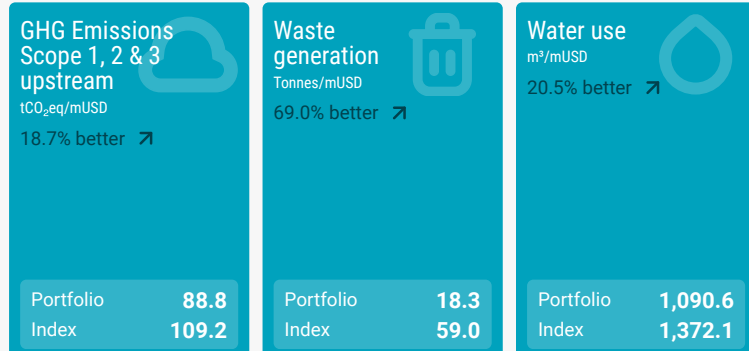 GHG Emissions
Scope 1, 2 & 3
upstream
tCO₂eq/mUSD
18.7% better
Portfolio 88.8
Index 109.2
Waste
generation
Tonnes/mUSD
69.0% better
Portfolio 18.3
Index 59.0
Water use
m³/mUSD
20.5% better
Portfolio 1,090.6
Index 1,372.1